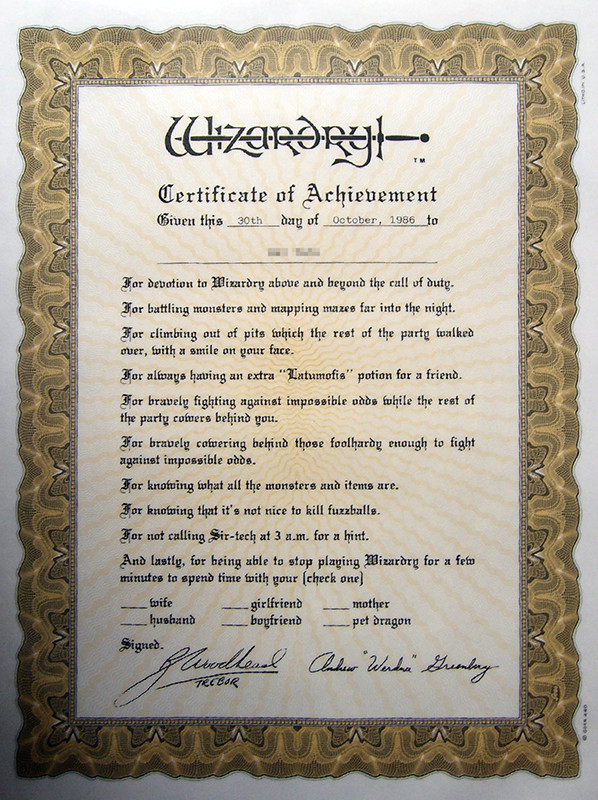 Wizardry
TM
Certificate of Achievement
Given this 30th day of October, 1986 to
For devotion to Wizardry above and beyond the call of duty.
For battling monsters and mapping mazes far into the night.
For climbing out of pits which the rest of the party walked
over, with a smile on your face.
For always having an extra "Latumofis" potion for a friend.
For bravely fighting against impossible odds while the rest of
the party cowers behind you.
For bravely cowering behind those foolhardy enough to fight
against impossible odds.
For knowing what all the monsters and items are.
For knowing that it's not nice to kill fuzzballs.
For not calling Sir-tech at 3 a.m. for a hint.
And lastly, for being able to stop playing Wizardry for a few
minutes to spend time with your (check one)
wife girlfriend mother
husband boyfriend pet dragon
Signed.
R Woodhead Andrew "Werdna" Greenberg
TREBOR
LITHO IN U.S.A.